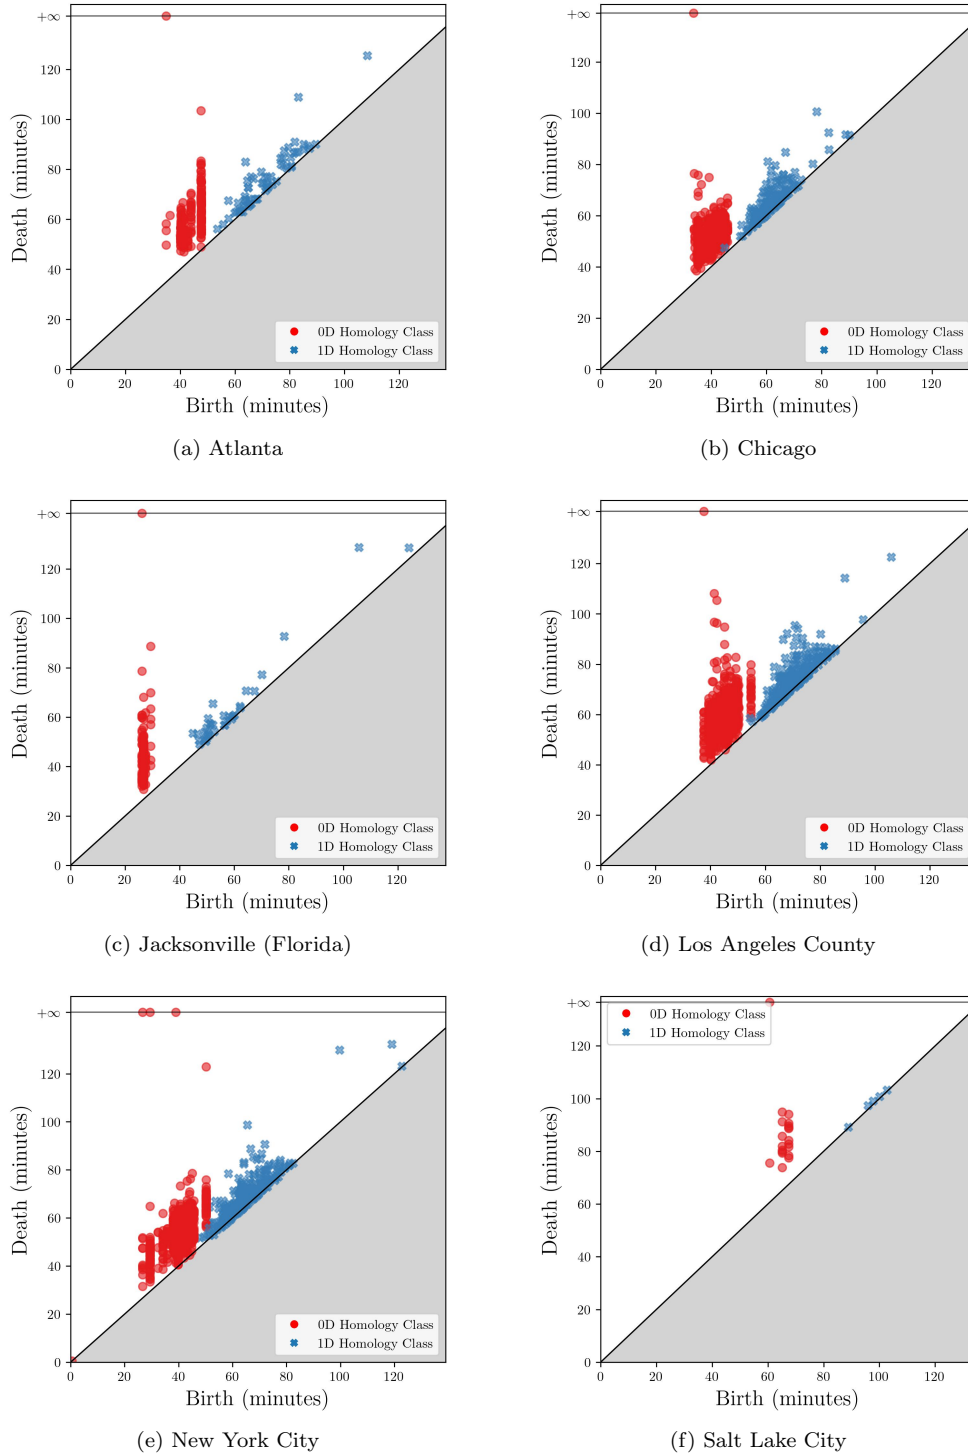 +∞
120
100
80
60
40
20
0
Death (minutes)
0D Homology Class
1D Homology Class
0 20 40 60 80 100 120
Birth (minutes)
(a) Atlanta
+∞
120
100
80
60
40
20
0
Death (minutes)
0D Homology Class
1D Homology Class
0 20 40 60 80 100 120
Birth (minutes)
(b) Chicago
+∞
120
100
80
60
40
20
0
Death (minutes)
0D Homology Class
1D Homology Class
0 20 40 60 80 100 120
Birth (minutes)
(c) Jacksonville (Florida)
+∞
120
100
80
60
40
20
0
Death (minutes)
0D Homology Class
1D Homology Class
0 20 40 60 80 100 120
Birth (minutes)
(d) Los Angeles County
+∞
120
100
80
60
40
20
0
Death (minutes)
0D Homology Class
1D Homology Class
0 20 40 60 80 100 120
Birth (minutes)
(e) New York City
+∞
120
100
80
60
40
20
0
Death (minutes)
0D Homology Class
1D Homology Class
0 20 40 60 80 100 120
Birth (minutes)
(f) Salt Lake City